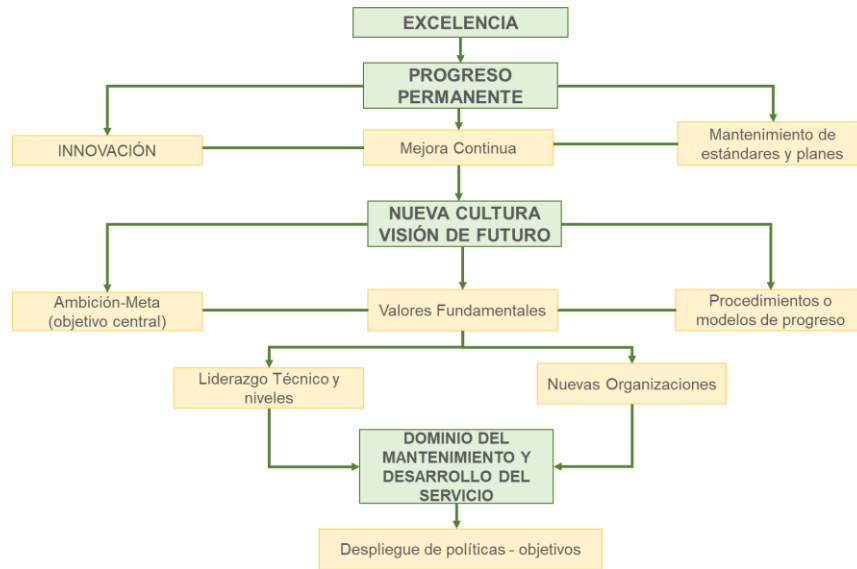 EXCELENCIA
PROGRESO
PERMANENTE
INNOVACIÓN
Mejora Continua
Mantenimiento de
estándares y planes
NUEVA CULTURA
VISIÓN DE FUTURO
Ambición-Meta
(objetivo central)
Valores Fundamentales
Procedimientos o
modelos de progreso
Liderazgo Técnico y
niveles
Nuevas Organizaciones
DOMINIO DEL
MANTENIMIENTO Y
DESARROLLO DEL
SERVICIO
Despliegue de políticas - objetivos